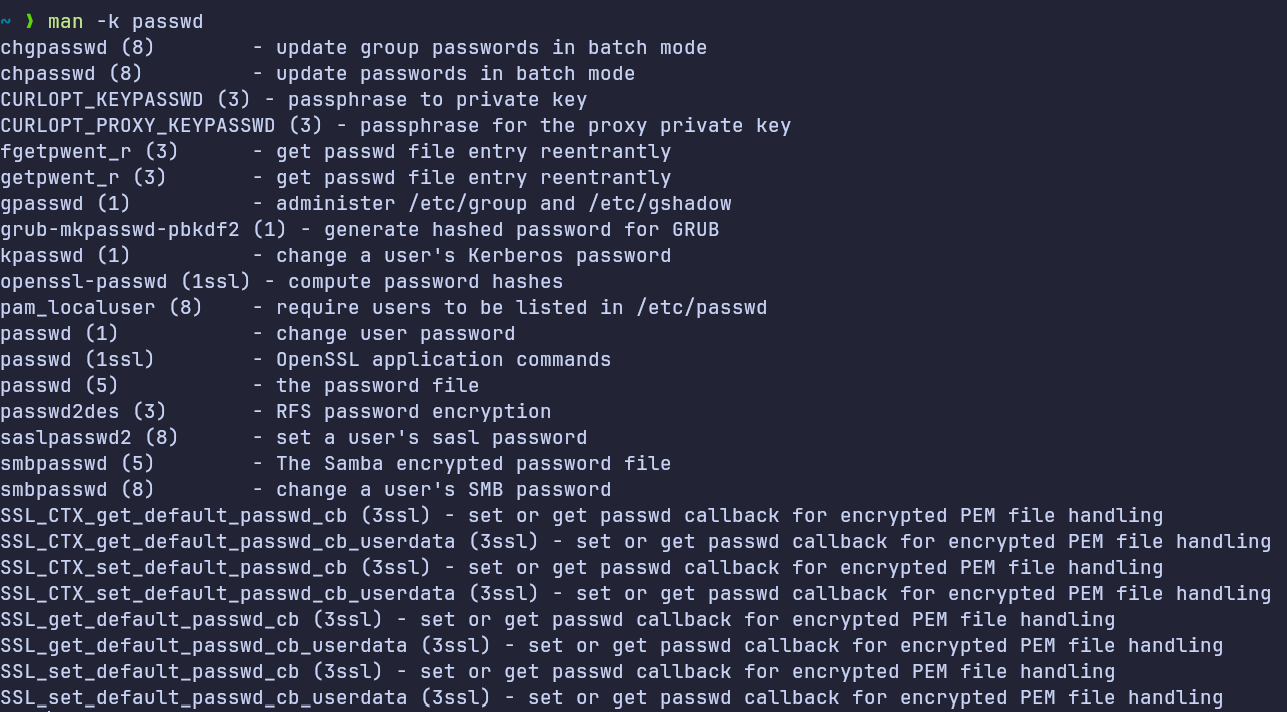 ~ ❯ man -k passwd
chgpasswd (8)        - update group passwords in batch mode
chpasswd (8)         - update passwords in batch mode
CURLOPT_KEYPASSWD (3) - passphrase to private key
CURLOPT_PROXY_KEYPASSWD (3) - passphrase for the proxy private key
fgetpwent_r (3)      - get passwd file entry reentrantly
getpwent_r (3)       - get passwd file entry reentrantly
gpasswd (1)          - administer /etc/group and /etc/gshadow
grub-mkpasswd-pbkdf2 (1) - generate hashed password for GRUB
kpasswd (1)          - change a user's Kerberos password
openssl-passwd (1ssl) - compute password hashes
pam_localuser (8)    - require users to be listed in /etc/passwd
passwd (1)           - change user password
passwd (1ssl)        - OpenSSL application commands
passwd (5)           - the password file
passwd2des (3)       - RFS password encryption
saslpasswd2 (8)      - set a user's sasl password
smbpasswd (5)        - The Samba encrypted password file
smbpasswd (8)        - change a user's SMB password
SSL_CTX_get_default_passwd_cb (3ssl) - set or get passwd callback for encrypted PEM file handling
SSL_CTX_get_default_passwd_cb_userdata (3ssl) - set or get passwd callback for encrypted PEM file handling
SSL_CTX_set_default_passwd_cb (3ssl) - set or get passwd callback for encrypted PEM file handling
SSL_CTX_set_default_passwd_cb_userdata (3ssl) - set or get passwd callback for encrypted PEM file handling
SSL_get_default_passwd_cb (3ssl) - set or get passwd callback for encrypted PEM file handling
SSL_get_default_passwd_cb_userdata (3ssl) - set or get passwd callback for encrypted PEM file handling
SSL_set_default_passwd_cb (3ssl) - set or get passwd callback for encrypted PEM file handling
SSL_set_default_passwd_cb_userdata (3ssl) - set or get passwd callback for encrypted PEM file handling